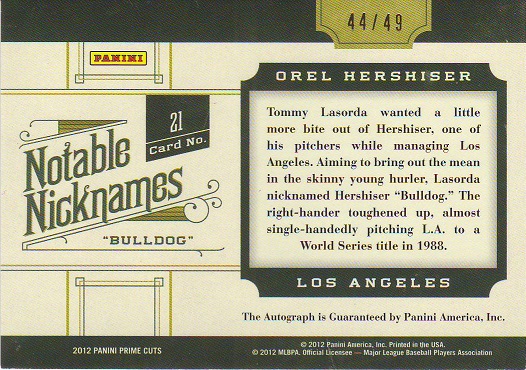 44/49
PANINI
OREL HERSHISER
21
Card No.
Notable
Nicknames
"BULLDOG"
Tommy Lasorda wanted a little
more bite out of Hershiser, one of
his pitchers while managing Los
Angeles. Aiming to bring out the mean
in the skinny young hurler, Lasorda
nicknamed Hershiser “Bulldog.” The
right-hander toughened up, almost
single-handedly pitching L.A. to a
World Series title in 1988.
LOS ANGELES
The Autograph is Guaranteed by Panini America, Inc.
2012 PANINI PRIME CUTS
© 2012 Panini America, Inc. Printed in the USA.
© 2012 MLBPA. Official Licensee — Major League Baseball Players Association